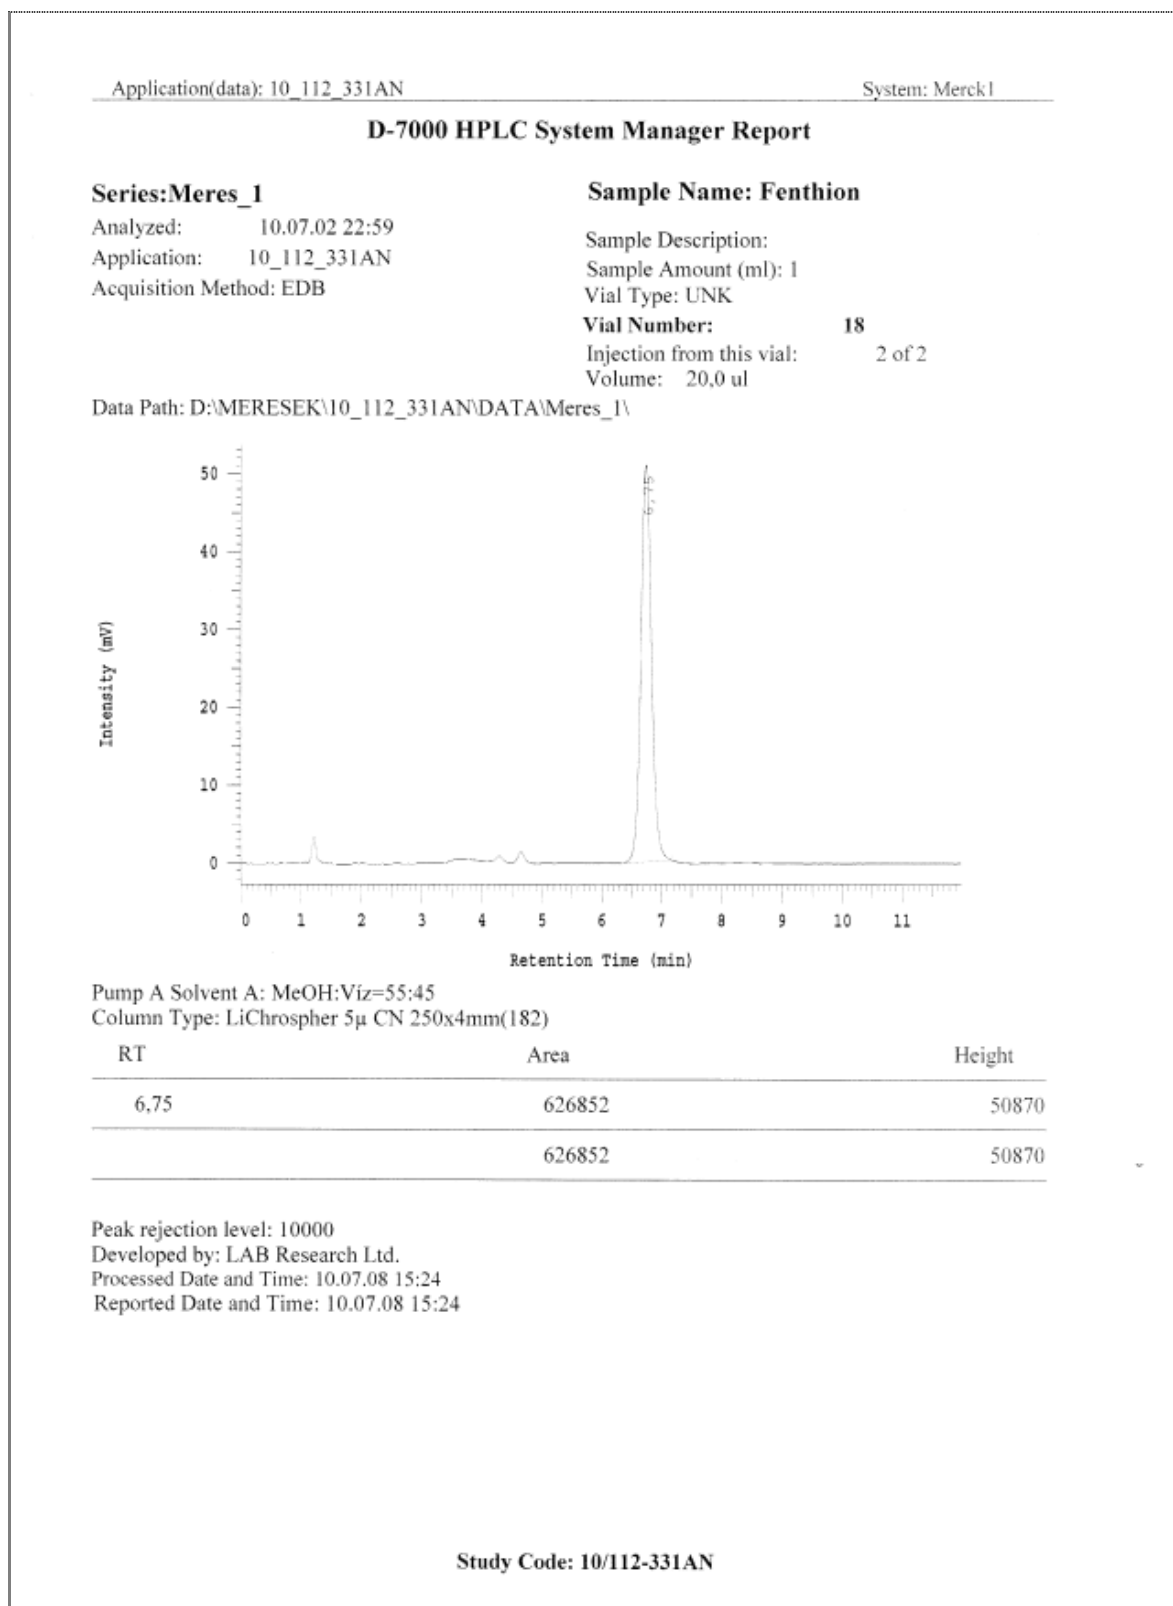 Application(data): 10_112_331AN System: Merck1
D-7000 HPLC System Manager Report
Series:Meres_1
Analyzed: 10.07.02 22:59
Application: 10_112_331AN
Acquisition Method: EDB
Sample Name: Fenthion
Sample Description:
Sample Amount (ml): 1
Vial Type: UNK
Vial Number: 18
Injection from this vial: 2 of 2
Volume: 20,0 ul
Data Path: D:\MERESEK\10_112_331AN\DATA\Meres_1\
50
40
30
20
10
0
Intensity (mV)
6,75
0 1 2 3 4 5 6 7 8 9 10 11
Retention Time (min)
Pump A Solvent A: MeOH:Víz=55:45
Column Type: LiChrospher 5µ CN 250x4mm(182)
RT Area Height
6,75 626852 50870
626852 50870
Peak rejection level: 10000
Developed by: LAB Research Ltd.
Processed Date and Time: 10.07.08 15:24
Reported Date and Time: 10.07.08 15:24
Study Code: 10/112-331AN